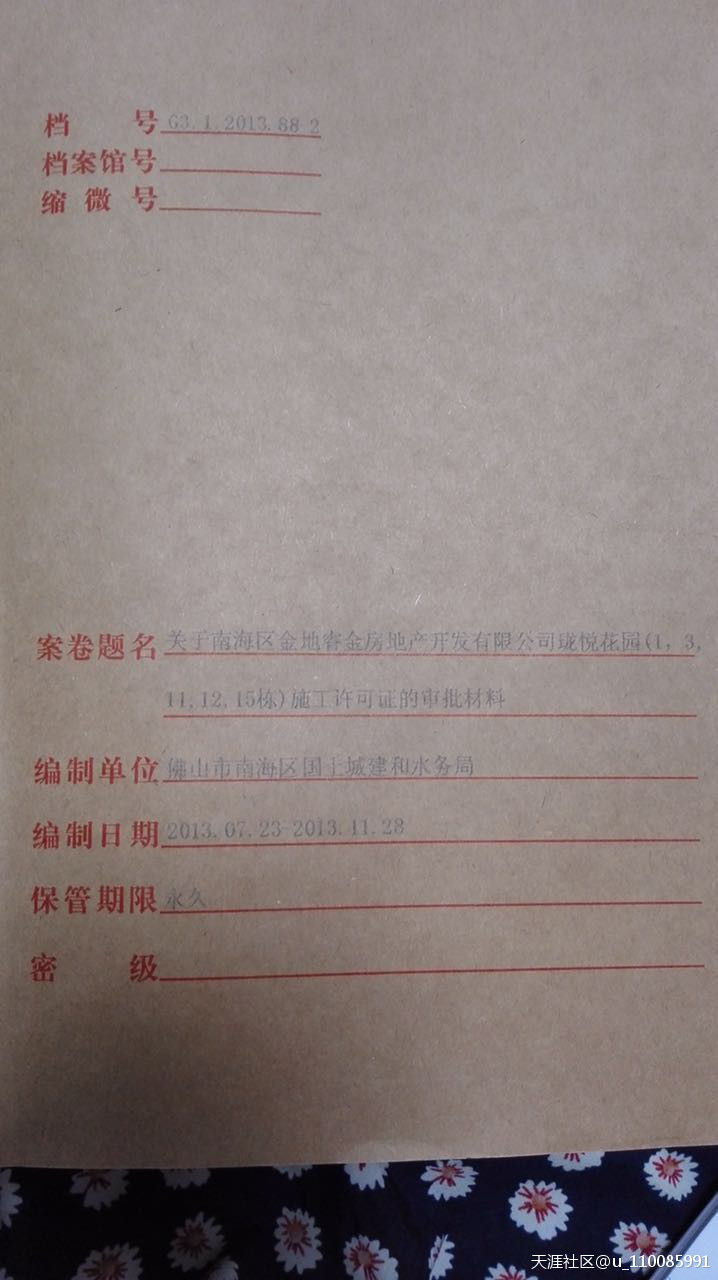 档 号 G3.1.2013.88-2
档案馆号
缩微号
案卷题名 关于南海区金地睿金房地产开发有限公司珑悦花园(1,3,
11,12,15栋)施工许可证的审批材料
编制单位 佛山市南海区国土城建和水务局
编制日期 2013.07.23-2013.11.28
保管期限 永久
密 级
天涯社区@u_110085991